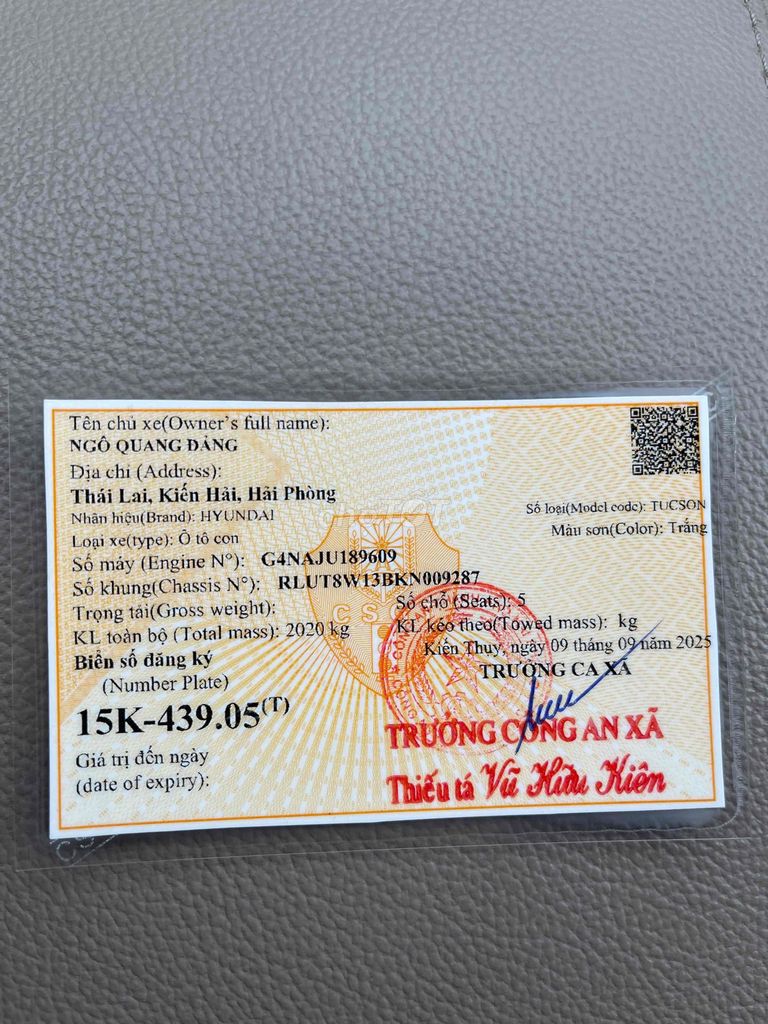 Tên chủ xe(Owner's full name):
NGÔ QUANG ĐẢNG
Địa chỉ (Address):
Thái Lai, Kiến Hải, Hải Phòng
Nhãn hiệu(Brand): HYUNDAI
Số loại(Model code): TUCSON
Loại xe(type): Ô tô con
Màu sơn(Color): Trắng
Số máy (Engine N°): G4NAJU189609
Số khung(Chassis N°): RLUT8W13BKN009287
Trọng tải(Gross weight):
Số chỗ (Seats): 5
KL toàn bộ (Total mass): 2020 kg
KL kéo theo(Towed mass): kg
Biển số đăng ký
(Number Plate)
Kiến Thụy, ngày 09 tháng 09 năm 2025
TRƯỞNG CA XÃ
15K-439.05(T)
TRƯỞNG CÔNG AN XÃ
Giá trị đến ngày
(date of expiry):
Thiếu tá Vũ Hữu Kiên